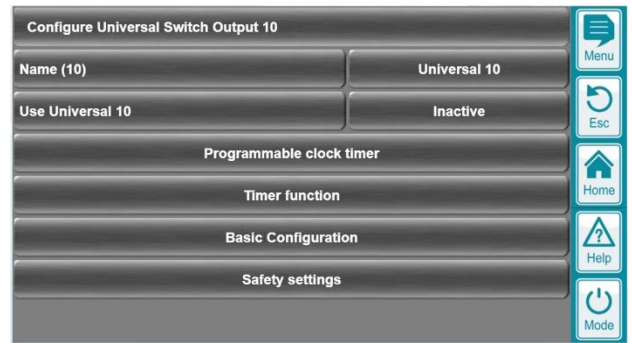 Configure Universal Switch Output 10
Name (10) Universal 10
Use Universal 10 Inactive
Programmable clock timer
Timer function
Basic Configuration
Safety settings
Menu
Esc
Home
?
Help
Mode